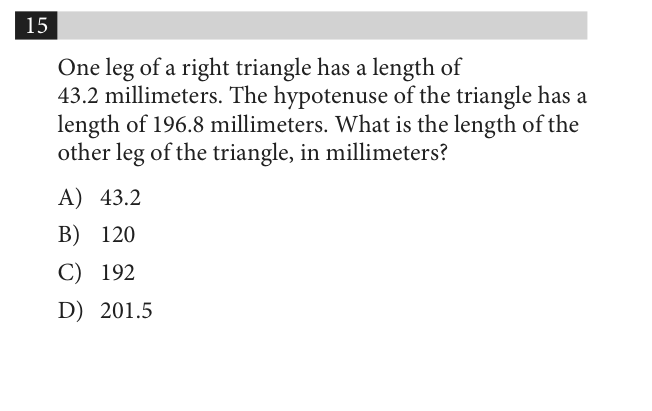 15
One leg of a right triangle has a length of
43.2 millimeters. The hypotenuse of the triangle has a
length of 196.8 millimeters. What is the length of the
other leg of the triangle, in millimeters?
A) 43.2
B) 120
C) 192
D) 201.5